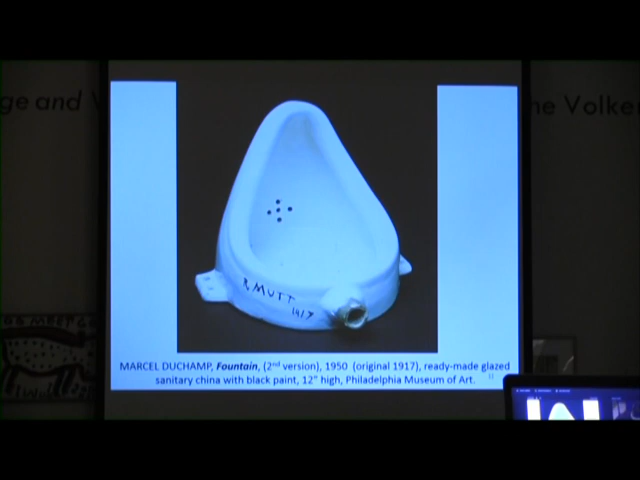 ge and V
he Volker
R.MUTT
1917
MARCEL DUCHAMP, Fountain, (2nd version), 1950 (original 1917), ready-made glazed
sanitary china with black paint, 12" high, Philadelphia Museum of Art.